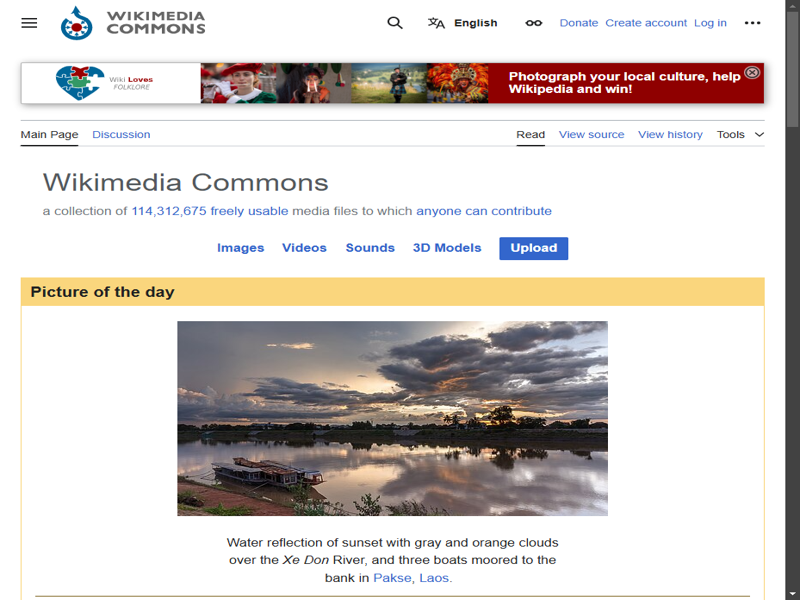 WIKIMEDIA
COMMONS
English
Donate Create account Log in
Wiki Loves
FOLKLORE
Photograph your local culture, help
Wikipedia and win!
Main Page Discussion
Read View source View history Tools
Wikimedia Commons
a collection of 114,312,675 freely usable media files to which anyone can contribute
Images Videos Sounds 3D Models Upload
Picture of the day
Water reflection of sunset with gray and orange clouds
over the Xe Don River, and three boats moored to the
bank in Pakse, Laos.